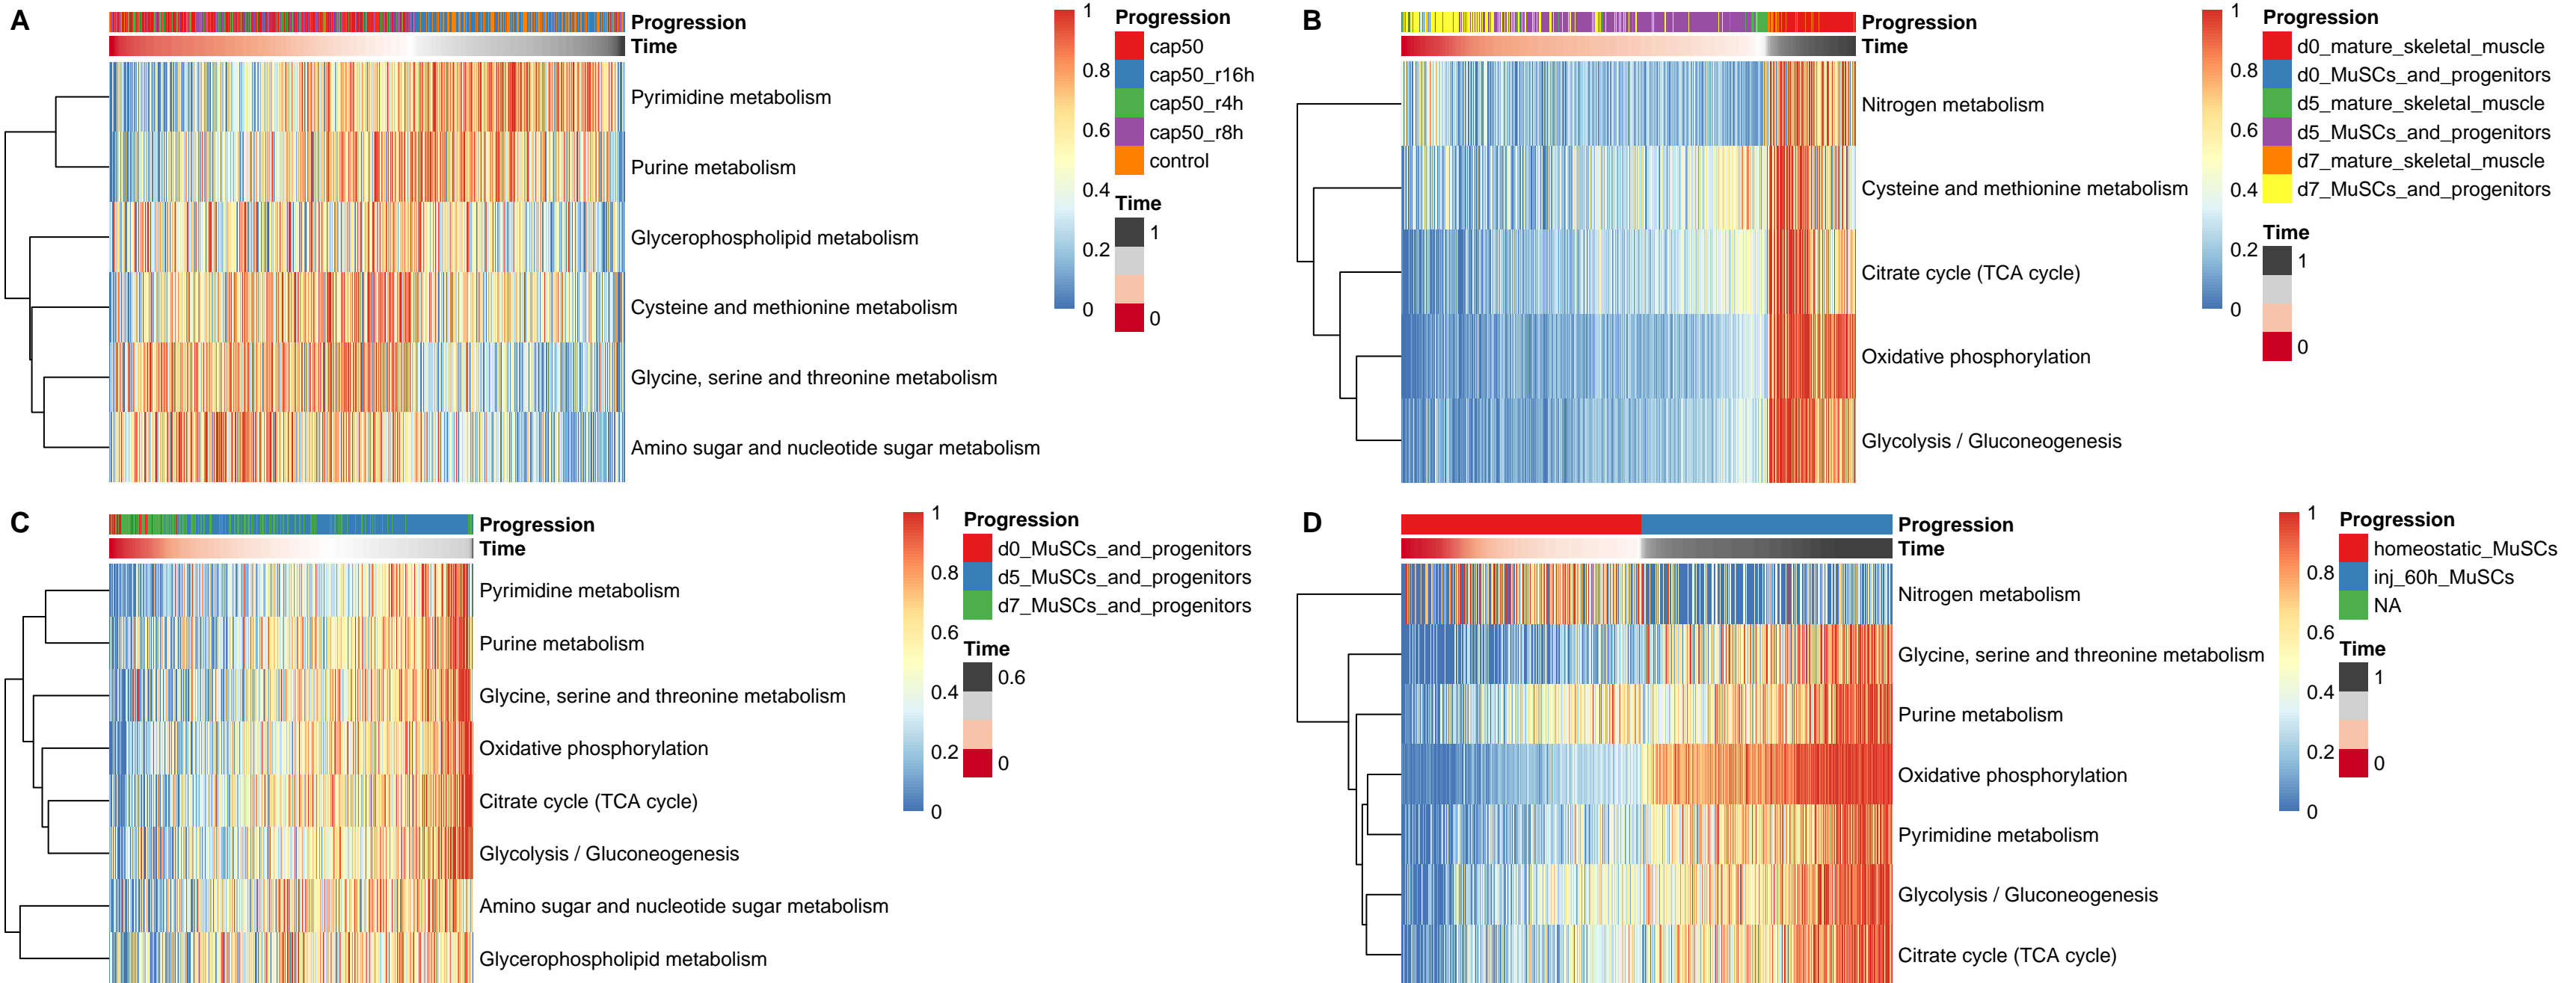 A
Progression
Time
Pyrimidine metabolism
Purine metabolism
Glycerophospholipid metabolism
Cysteine and methionine metabolism
Glycine, serine and threonine metabolism
Amino sugar and nucleotide sugar metabolism
1
0.8
0.6
0.4
0.2
0
Progression
cap50
cap50_r16h
cap50_r4h
cap50_r8h
control
Time
1
0
B
Progression
Time
Nitrogen metabolism
Cysteine and methionine metabolism
Citrate cycle (TCA cycle)
Oxidative phosphorylation
Glycolysis / Gluconeogenesis
1
0.8
0.6
0.4
0.2
0
Progression
d0_mature_skeletal_muscle
d0_MuSCs_and_progenitors
d5_mature_skeletal_muscle
d5_MuSCs_and_progenitors
d7_mature_skeletal_muscle
d7_MuSCs_and_progenitors
Time
1
0
C
Progression
Time
Pyrimidine metabolism
Purine metabolism
Glycine, serine and threonine metabolism
Oxidative phosphorylation
Citrate cycle (TCA cycle)
Glycolysis / Gluconeogenesis
Amino sugar and nucleotide sugar metabolism
Glycerophospholipid metabolism
1
0.8
0.6
0.4
0.2
0
Progression
d0_MuSCs_and_progenitors
d5_MuSCs_and_progenitors
d7_MuSCs_and_progenitors
Time
0.6
0
D
Progression
Time
Nitrogen metabolism
Glycine, serine and threonine metabolism
Purine metabolism
Oxidative phosphorylation
Pyrimidine metabolism
Glycolysis / Gluconeogenesis
Citrate cycle (TCA cycle)
1
0.8
0.6
0.4
0.2
0
Progression
homeostatic_MuSCs
inj_60h_MuSCs
NA
Time
1
0